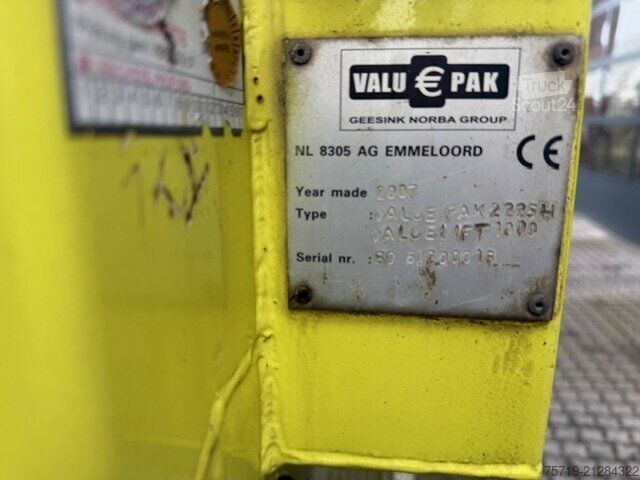 VALU € PAK
GEESINK NORBA GROUP
NL 8305 AG EMMELOORD CE
Year made 2007
Type : VALUE PAK 2225H
VALUELIFT 1000
Serial nr. :
Truck
Scout24
75719-21284322